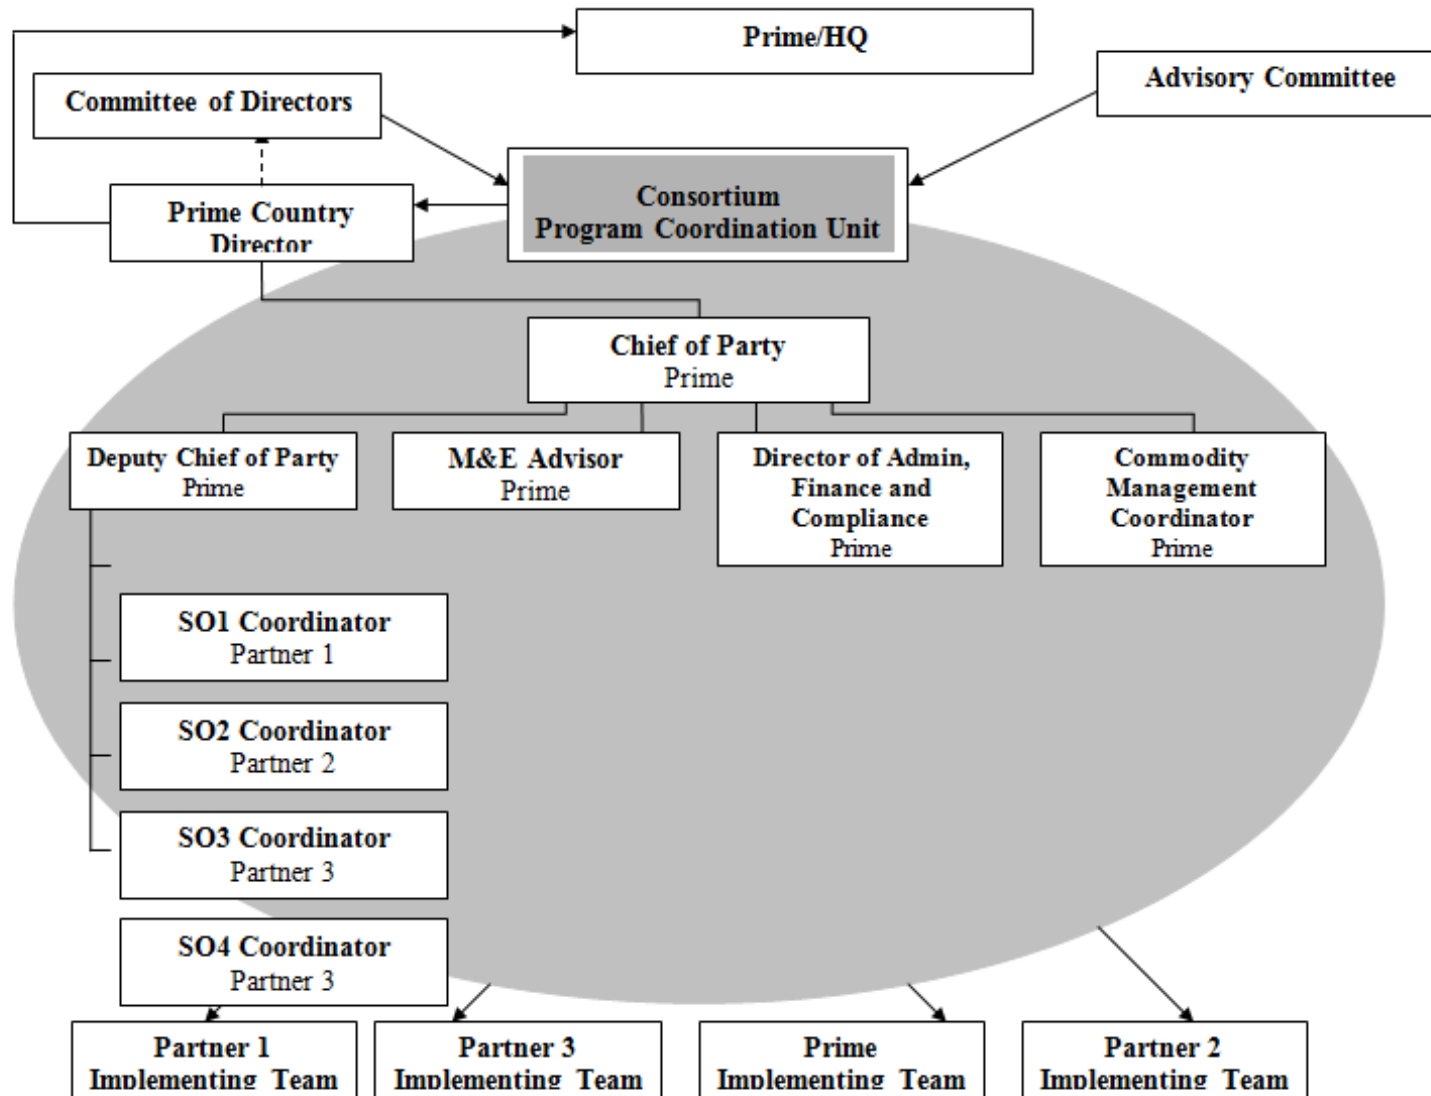 Prime/HQ
Advisory Committee
Committee of Directors
Consortium
Program Coordination Unit
Prime Country
Director
Chief of Party
Prime
Deputy Chief of Party
Prime
M&E Advisor
Prime
Director of Admin,
Finance and
Compliance
Prime
Commodity
Management
Coordinator
Prime
SO1 Coordinator
Partner 1
SO2 Coordinator
Partner 2
SO3 Coordinator
Partner 3
SO4 Coordinator
Partner 3
Partner 1
Implementing Team
Partner 3
Implementing Team
Prime
Implementing Team
Partner 2
Implementing Team